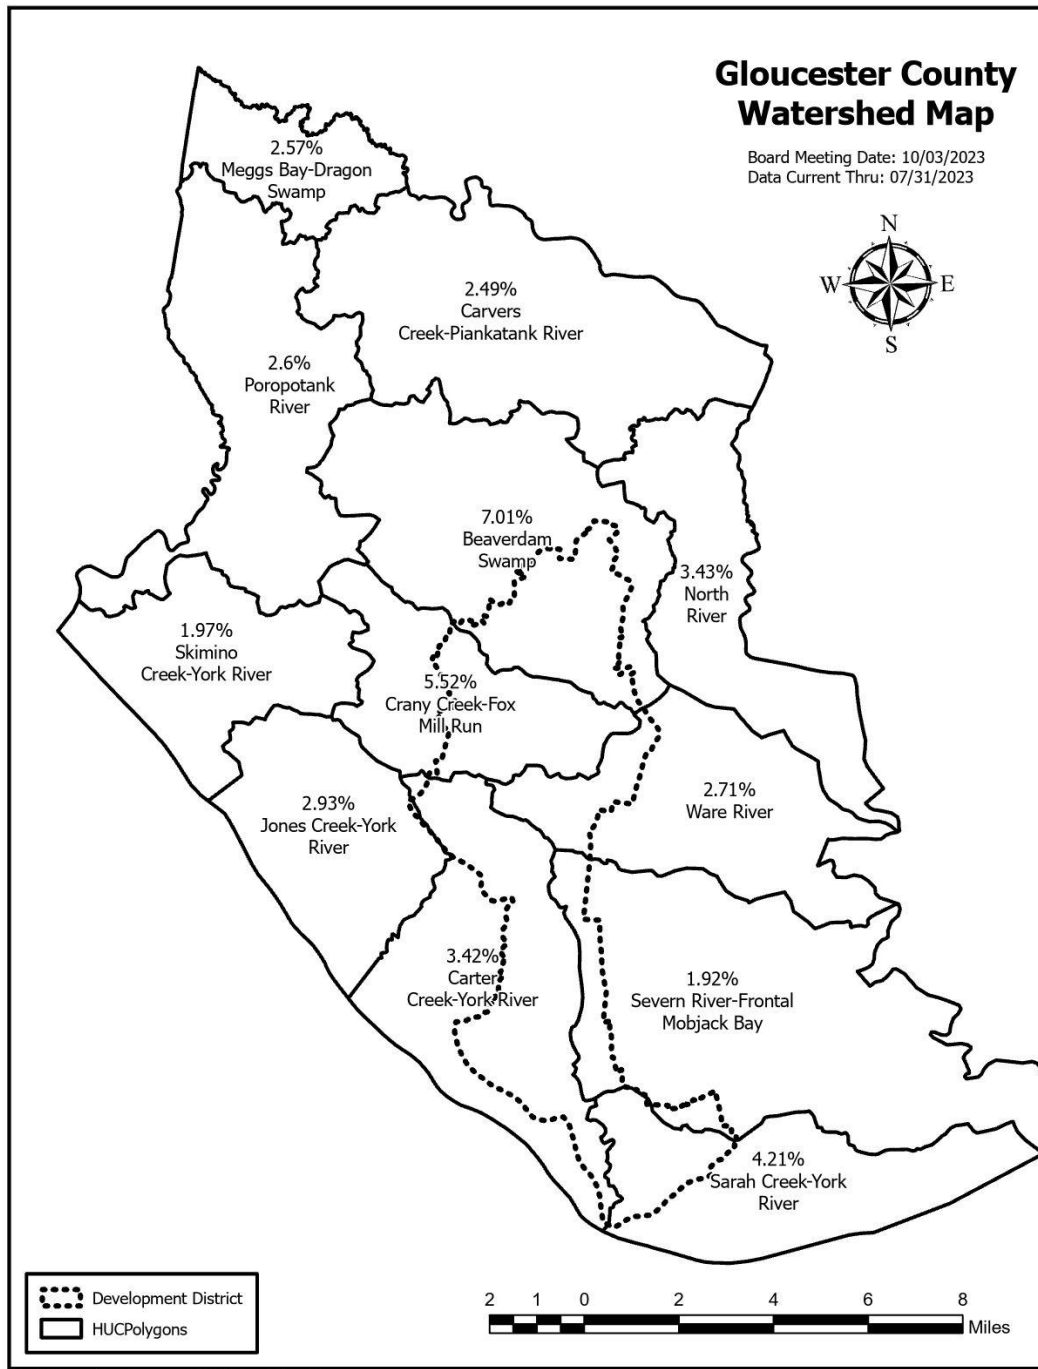 Gloucester County
Watershed Map
Board Meeting Date: 10/03/2023
Data Current Thru: 07/31/2023
N
W
E
S
2.57%
Meggs Bay-Dragon
Swamp
2.49%
Carvers
Creek-Piankatank River
2.6%
Poropotank
River
7.01%
Beaverdam
Swamp
3.43%
North
River
1.97%
Skimino
Creek-York River
5.52%
Crany Creek-Fox
Mill Run
2.71%
Ware River
2.93%
Jones Creek-York
River
3.42%
Carter
Creek-York River
1.92%
Severn River-Frontal
Mobjack Bay
4.21%
Sarah Creek-York
River
Development District
HUCPolygons
2 1 0 2 4 6 8
Miles